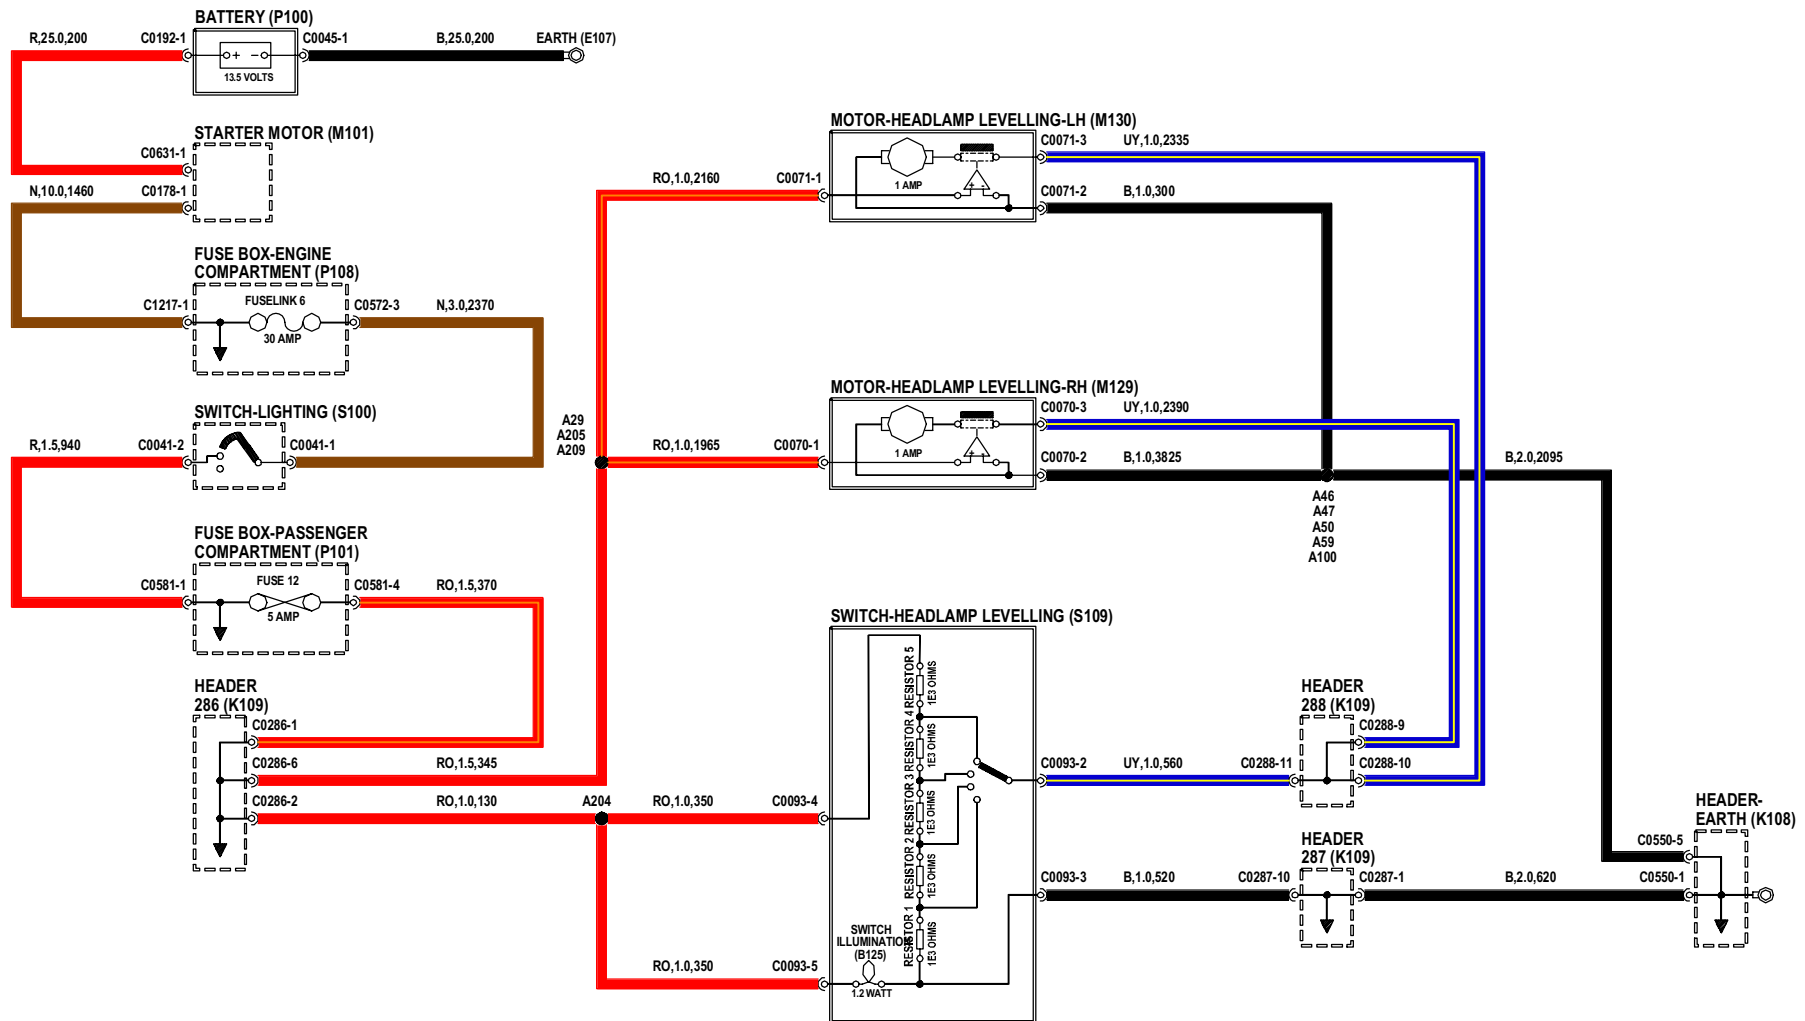 BATTERY (P100)
R,25.0,200
C0192-1
C0045-1
B,25.0,200
EARTH (E107)
+ -
13.5 VOLTS
STARTER MOTOR (M101)
C0631-1
N,10.0,1460
C0178-1
FUSE BOX-ENGINE
COMPARTMENT (P108)
C1217-1
FUSELINK 6
30 AMP
C0572-3
N,3.0,2370
SWITCH-LIGHTING (S100)
R,1.5,940
C0041-2
C0041-1
FUSE BOX-PASSENGER
COMPARTMENT (P101)
C0581-1
FUSE 12
5 AMP
C0581-4
RO,1.5,370
HEADER
286 (K109)
C0286-1
C0286-6
RO,1.5,345
C0286-2
RO,1.0,130
A204
RO,1.0,350
C0093-4
RO,1.0,350
C0093-5
A29
A205
A209
RO,1.0,2160
C0071-1
MOTOR-HEADLAMP LEVELLING-LH (M130)
1 AMP
+ -
C0071-3
UY,1.0,2335
C0071-2
B,1.0,300
MOTOR-HEADLAMP LEVELLING-RH (M129)
RO,1.0,1965
C0070-1
1 AMP
+ -
C0070-3
UY,1.0,2390
C0070-2
B,1.0,3825
B,2.0,2095
A46
A47
A50
A59
A100
SWITCH-HEADLAMP LEVELLING (S109)
RESISTOR 5
1E3 OHMS
RESISTOR 4
1E3 OHMS
RESISTOR 3
1E3 OHMS
RESISTOR 2
1E3 OHMS
RESISTOR 1
1E3 OHMS
SWITCH
ILLUMINATION
(B125)
1.2 WATT
C0093-2
UY,1.0,560
C0288-11
HEADER
288 (K109)
C0288-9
C0288-10
C0093-3
B,1.0,520
C0287-10
HEADER
287 (K109)
C0287-1
B,2.0,620
C0550-1
C0550-5
HEADER-
EARTH (K108)